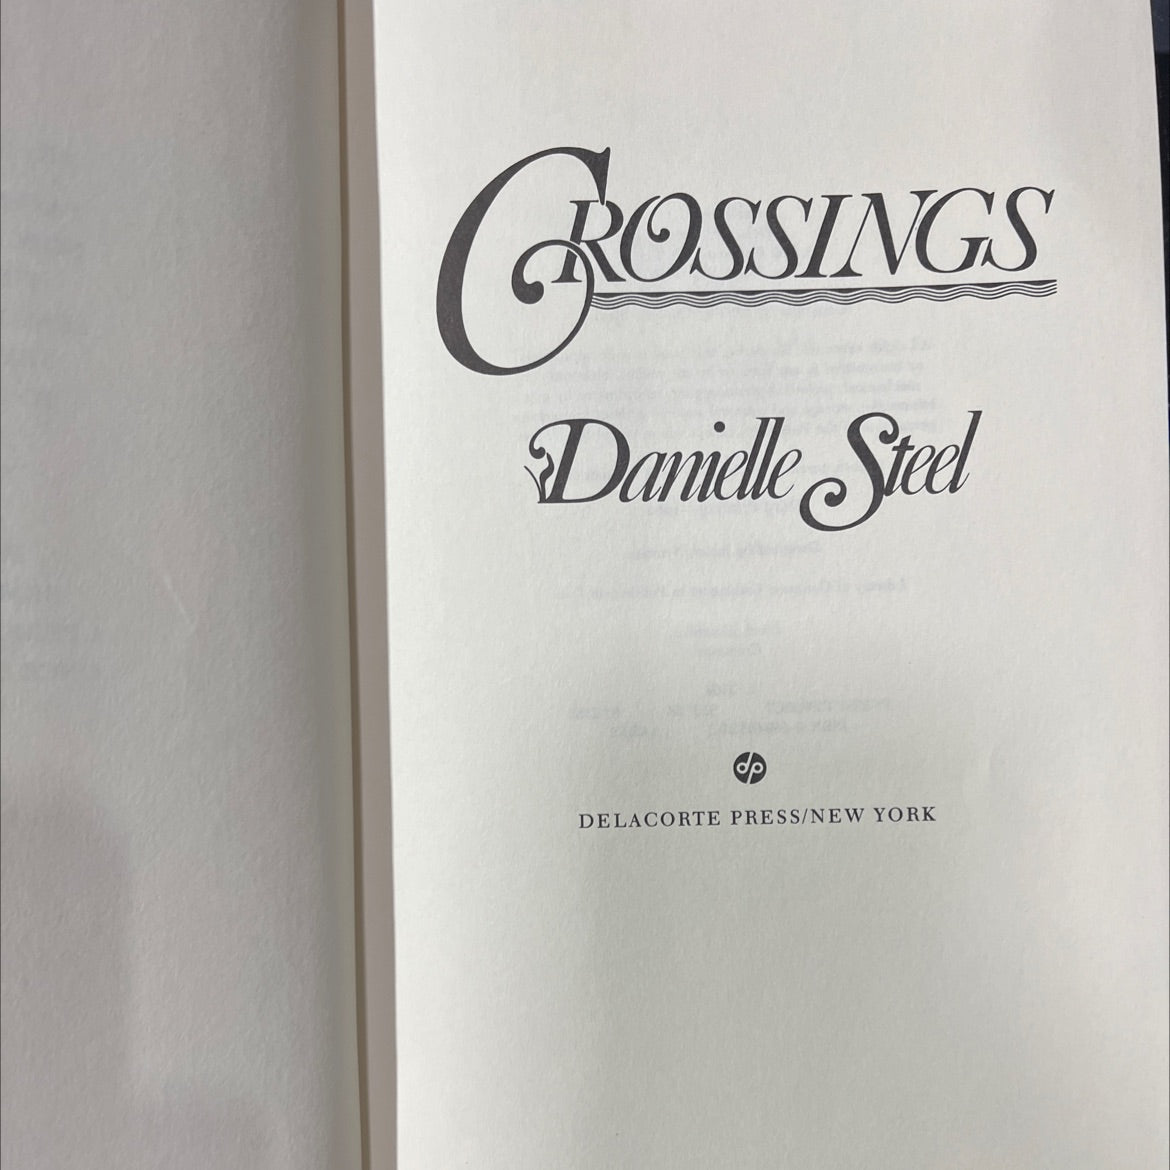 CROSSINGS
Danielle Steel
dp
DELACORTE PRESS/NEW YORK